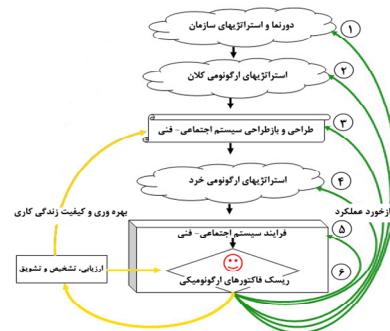 دورنما و استراتژیهای سازمان
۱
استراتژیهای ارگونومی کلان
۲
طراحی و بازطراحی سیستم اجتماعی- فنی
۳
استراتژیهای ارگونومی خرد
۴
بهره وری و کیفیت زندگی کاری
بازخورد عملکرد
فرایند سیستم اجتماعی- فنی
۵
ارزیابی، تشخیص و تشویق
ریسک فاکتورهای ارگونومیکی
۶